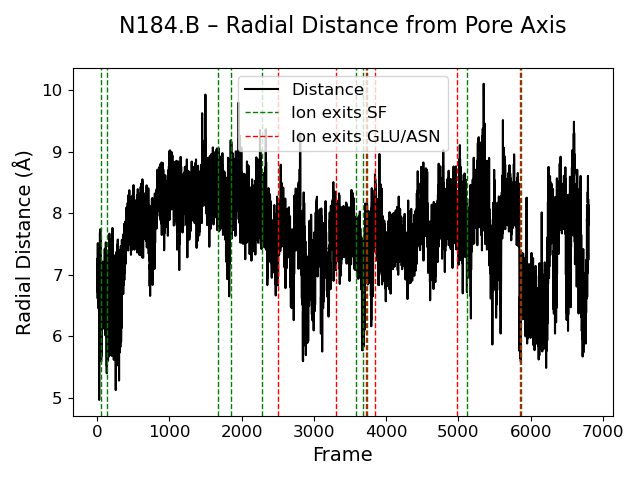 N184.B – Radial Distance from Pore Axis
Distance
Ion exits SF
Ion exits GLU/ASN
Radial Distance (Å)
10
9
8
7
6
5
0 1000 2000 3000 4000 5000 6000 7000
Frame